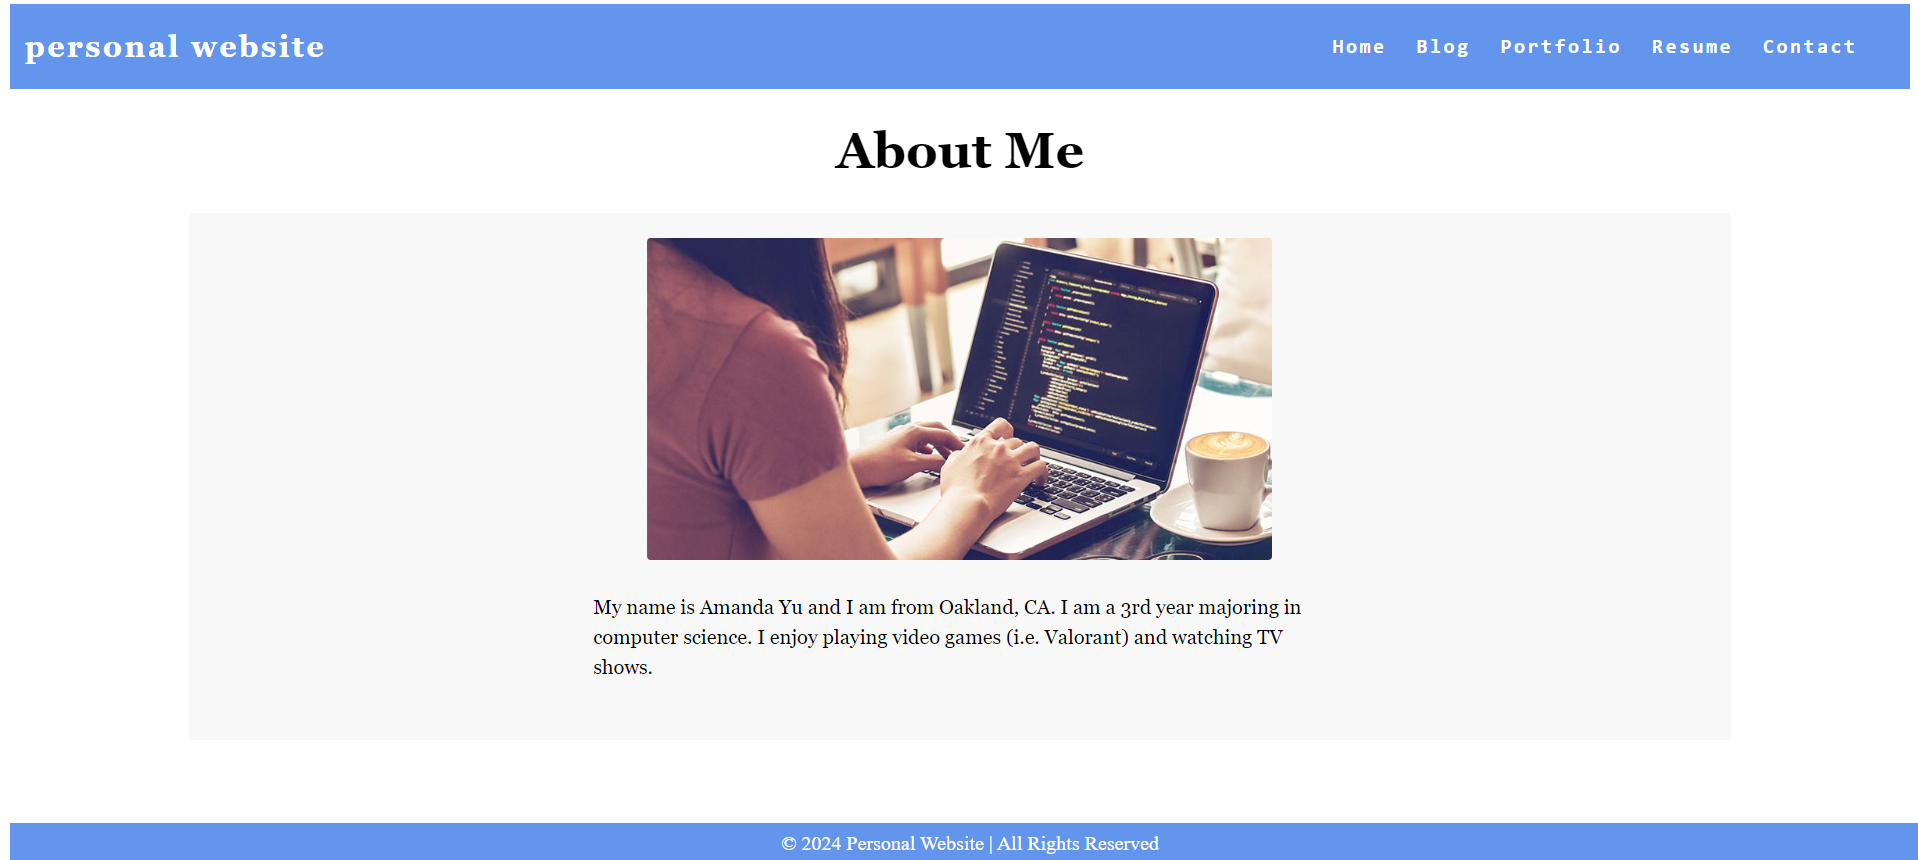 personal website
Home Blog Portfolio Resume Contact
About Me
My name is Amanda Yu and I am from Oakland, CA. I am a 3rd year majoring in
computer science. I enjoy playing video games (i.e. Valorant) and watching TV
shows.
© 2024 Personal Website | All Rights Reserved